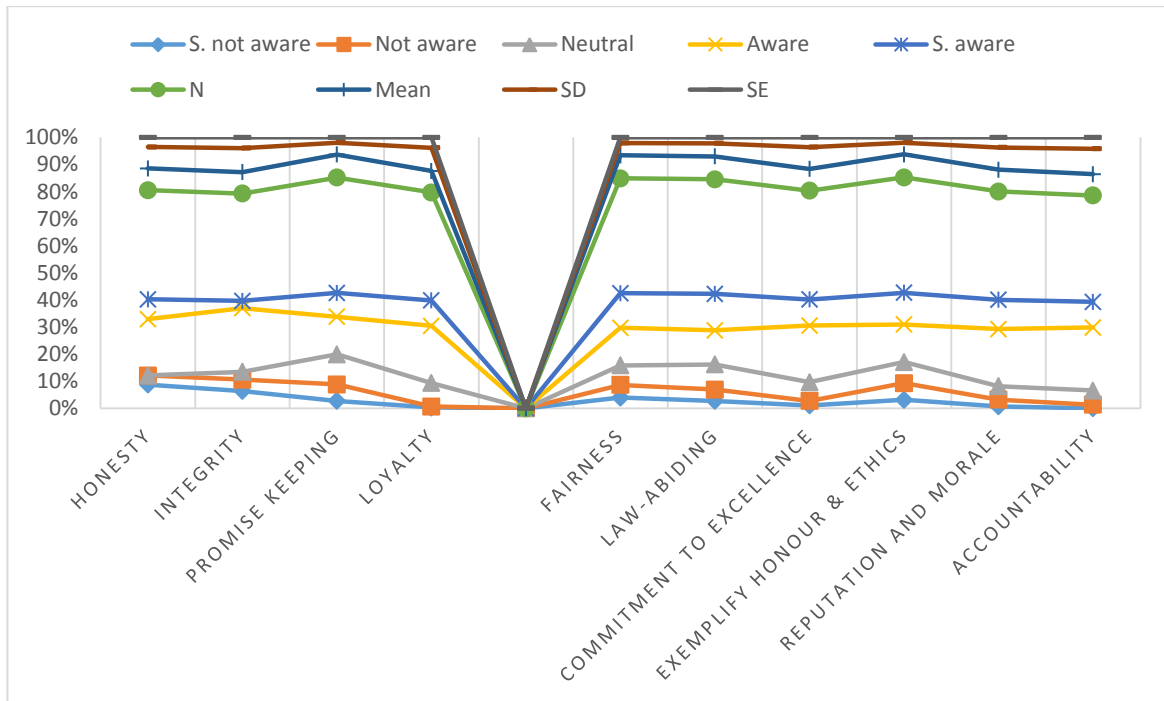 S. not aware Not aware Neutral Aware S. aware
N Mean SD SE
100%
90%
80%
70%
60%
50%
40%
30%
20%
10%
0%
HONESTY
INTEGRITY
PROMISE KEEPING
LOYALTY
FAIRNESS
LAW-ABIDING
COMMITMENT TO EXCELLENCE
EXEMPLIFY HONOUR & ETHICS
REPUTATION AND MORALE
ACCOUNTABILITY